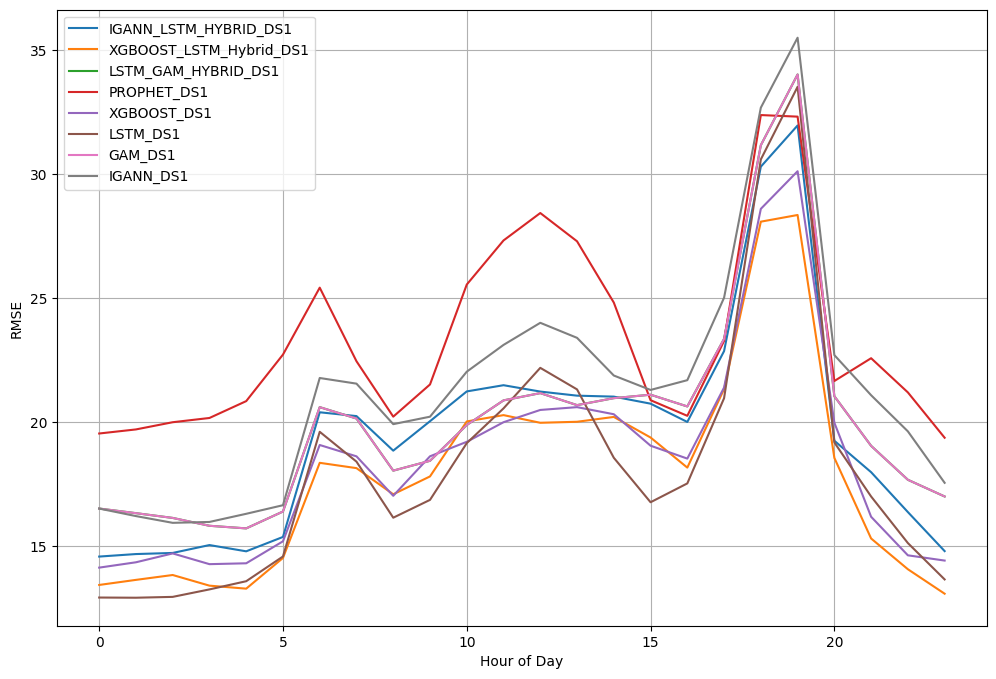 IGANN_LSTM_HYBRID_DS1
XGBOOST_LSTM_Hybrid_DS1
LSTM_GAM_HYBRID_DS1
PROPHET_DS1
XGBOOST_DS1
LSTM_DS1
GAM_DS1
IGANN_DS1
35
30
25
20
15
RMSE
0 5 10 15 20
Hour of Day